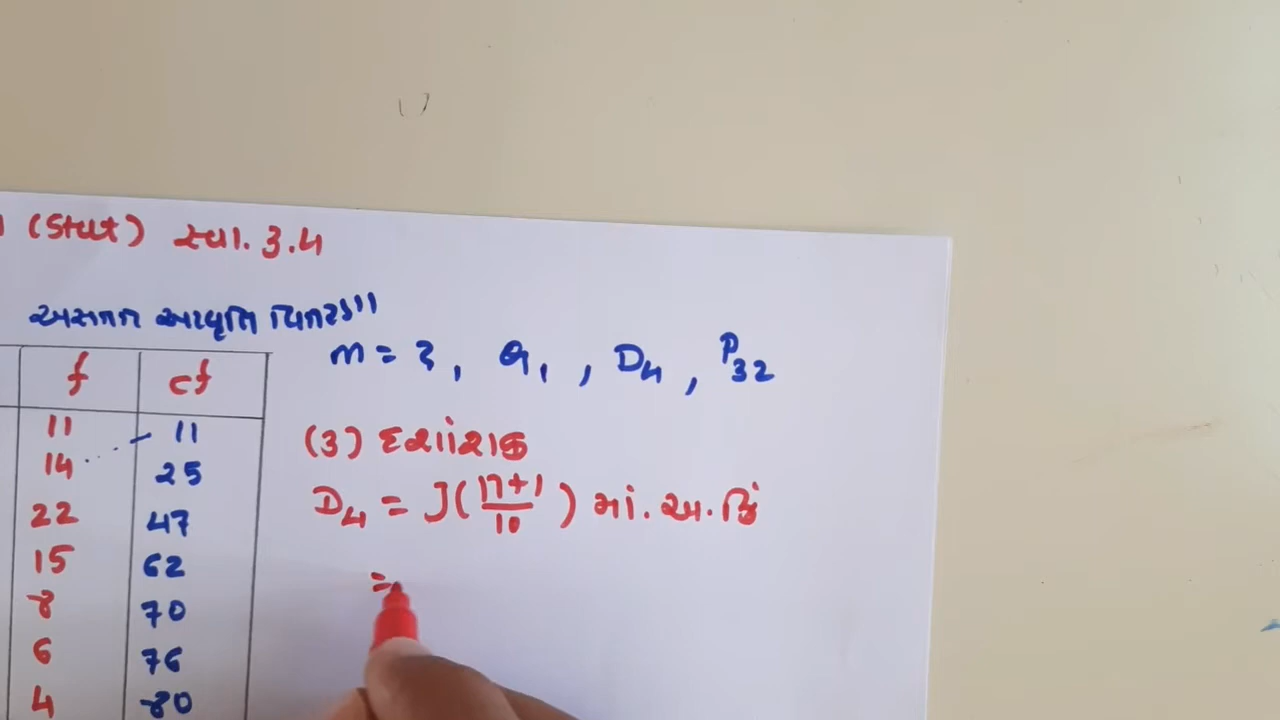 (Stat) સ્વા. 3.4
અસતત આવૃત્તિ વિતરણ
m = ?, Q1, D4, P32
f cf
11 11
14 25
22 47
15 62
8 70
6 76
4 80
(3) દશાંશક
D4 = J(n+1/10) માં. અ. કિં
=